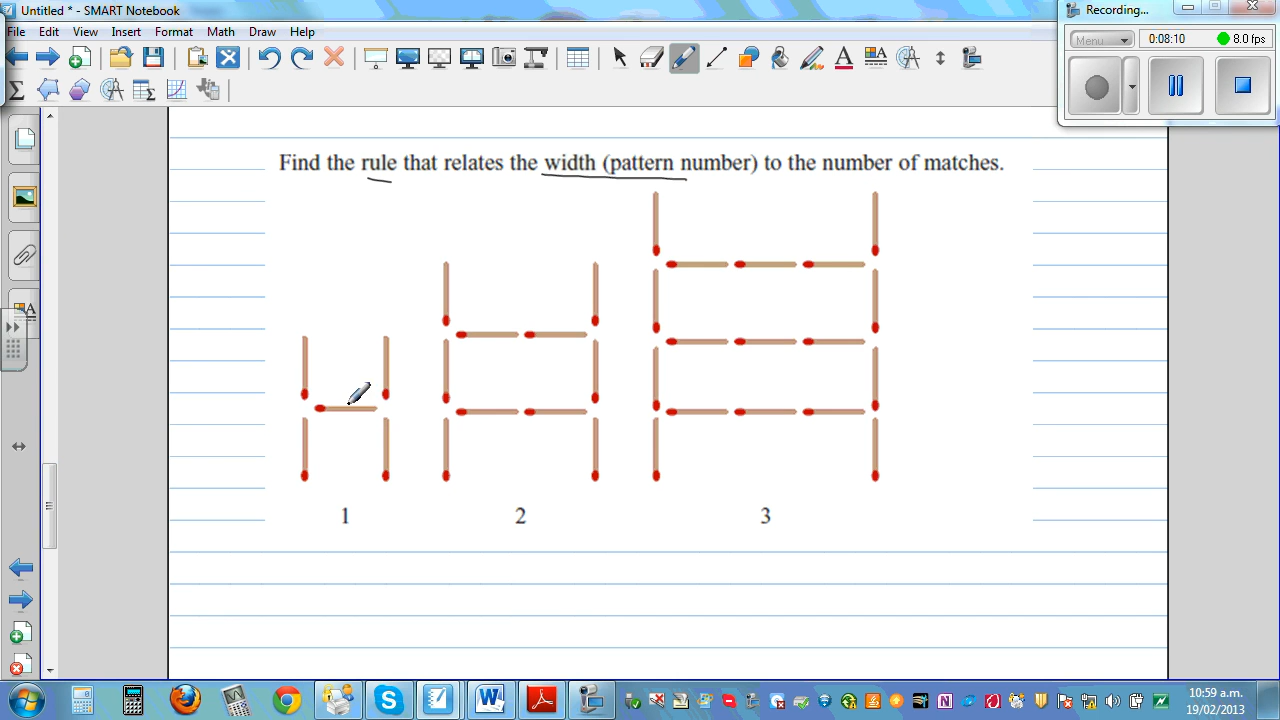 Untitled * - SMART Notebook
Recording...
File Edit View Insert Format Math Draw Help
Menu
0:08:10
8.0 fps
Find the rule that relates the width (pattern number) to the number of matches.
1 2 3
10:59 a.m.
19/02/2013